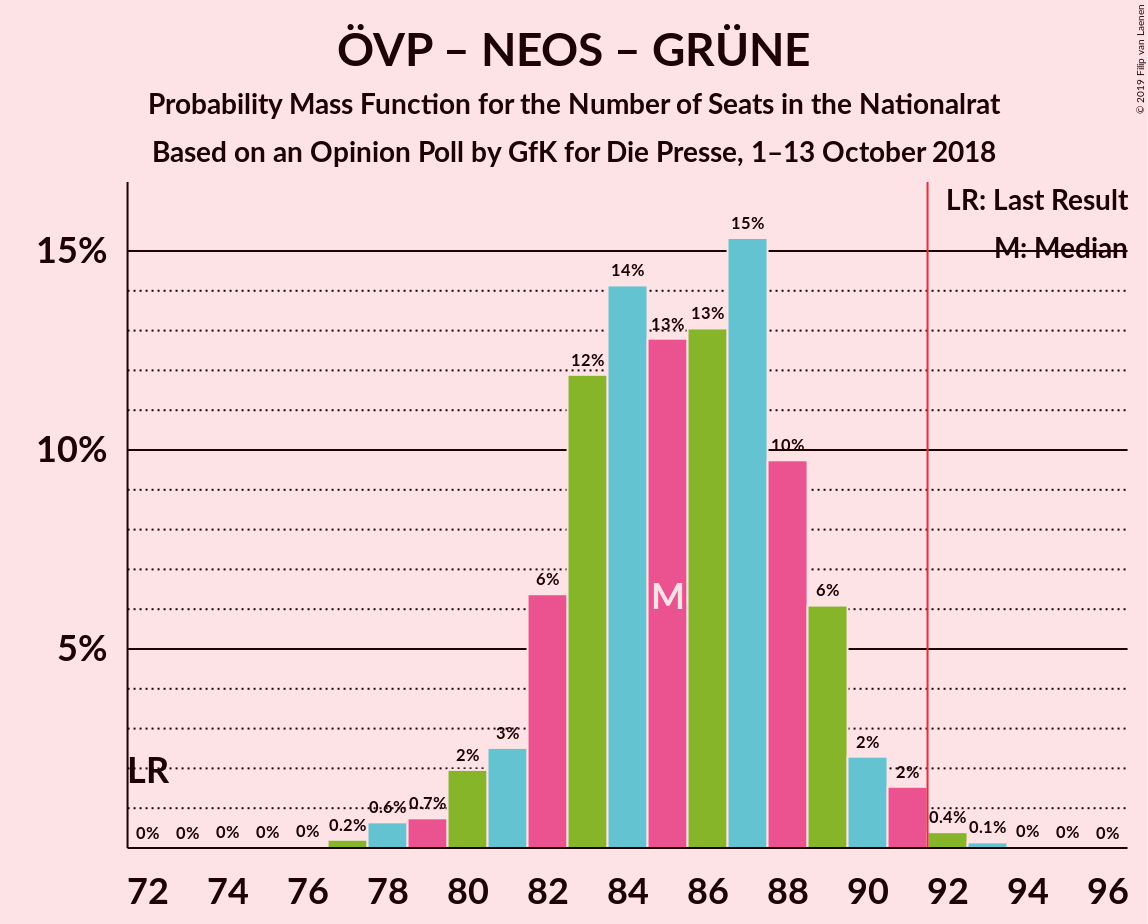 ÖVP – NEOS – GRÜNE
Probability Mass Function for the Number of Seats in the Nationalrat
Based on an Opinion Poll by GfK for Die Presse, 1–13 October 2018
© 2019 Filip van Laenen
LR: Last Result
M: Median
15%
10%
5%
LR
M
0% 0% 0% 0% 0% 0.2% 0.6% 0.7% 2% 3% 6% 12% 14% 13% 13% 15% 10% 6% 2% 2% 0.4% 0.1% 0% 0% 0%
72 74 76 78 80 82 84 86 88 90 92 94 96